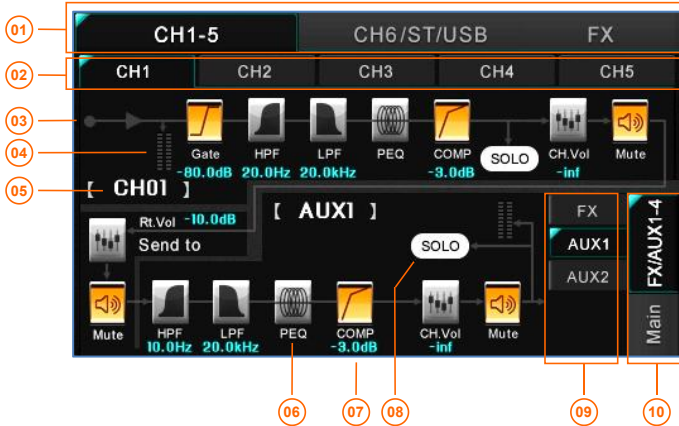 01
CH1-5 CH6/ST/USB FX
02
CH1 CH2 CH3 CH4 CH5
03
04
Gate HPF LPF PEQ COMP SOLO CH.Vol Mute
-80.0dB 20.0Hz 20.0kHz -3.0dB -inf
05
[ CH01 ]
Rt.Vol -10.0dB
Send to
[ AUX1 ]
SOLO
FX
AUX1
AUX2
FX/AUX1-4
Main
Mute HPF LPF PEQ COMP CH.Vol Mute
10.0Hz 20.0kHz -3.0dB -inf
06 07 08 09 10